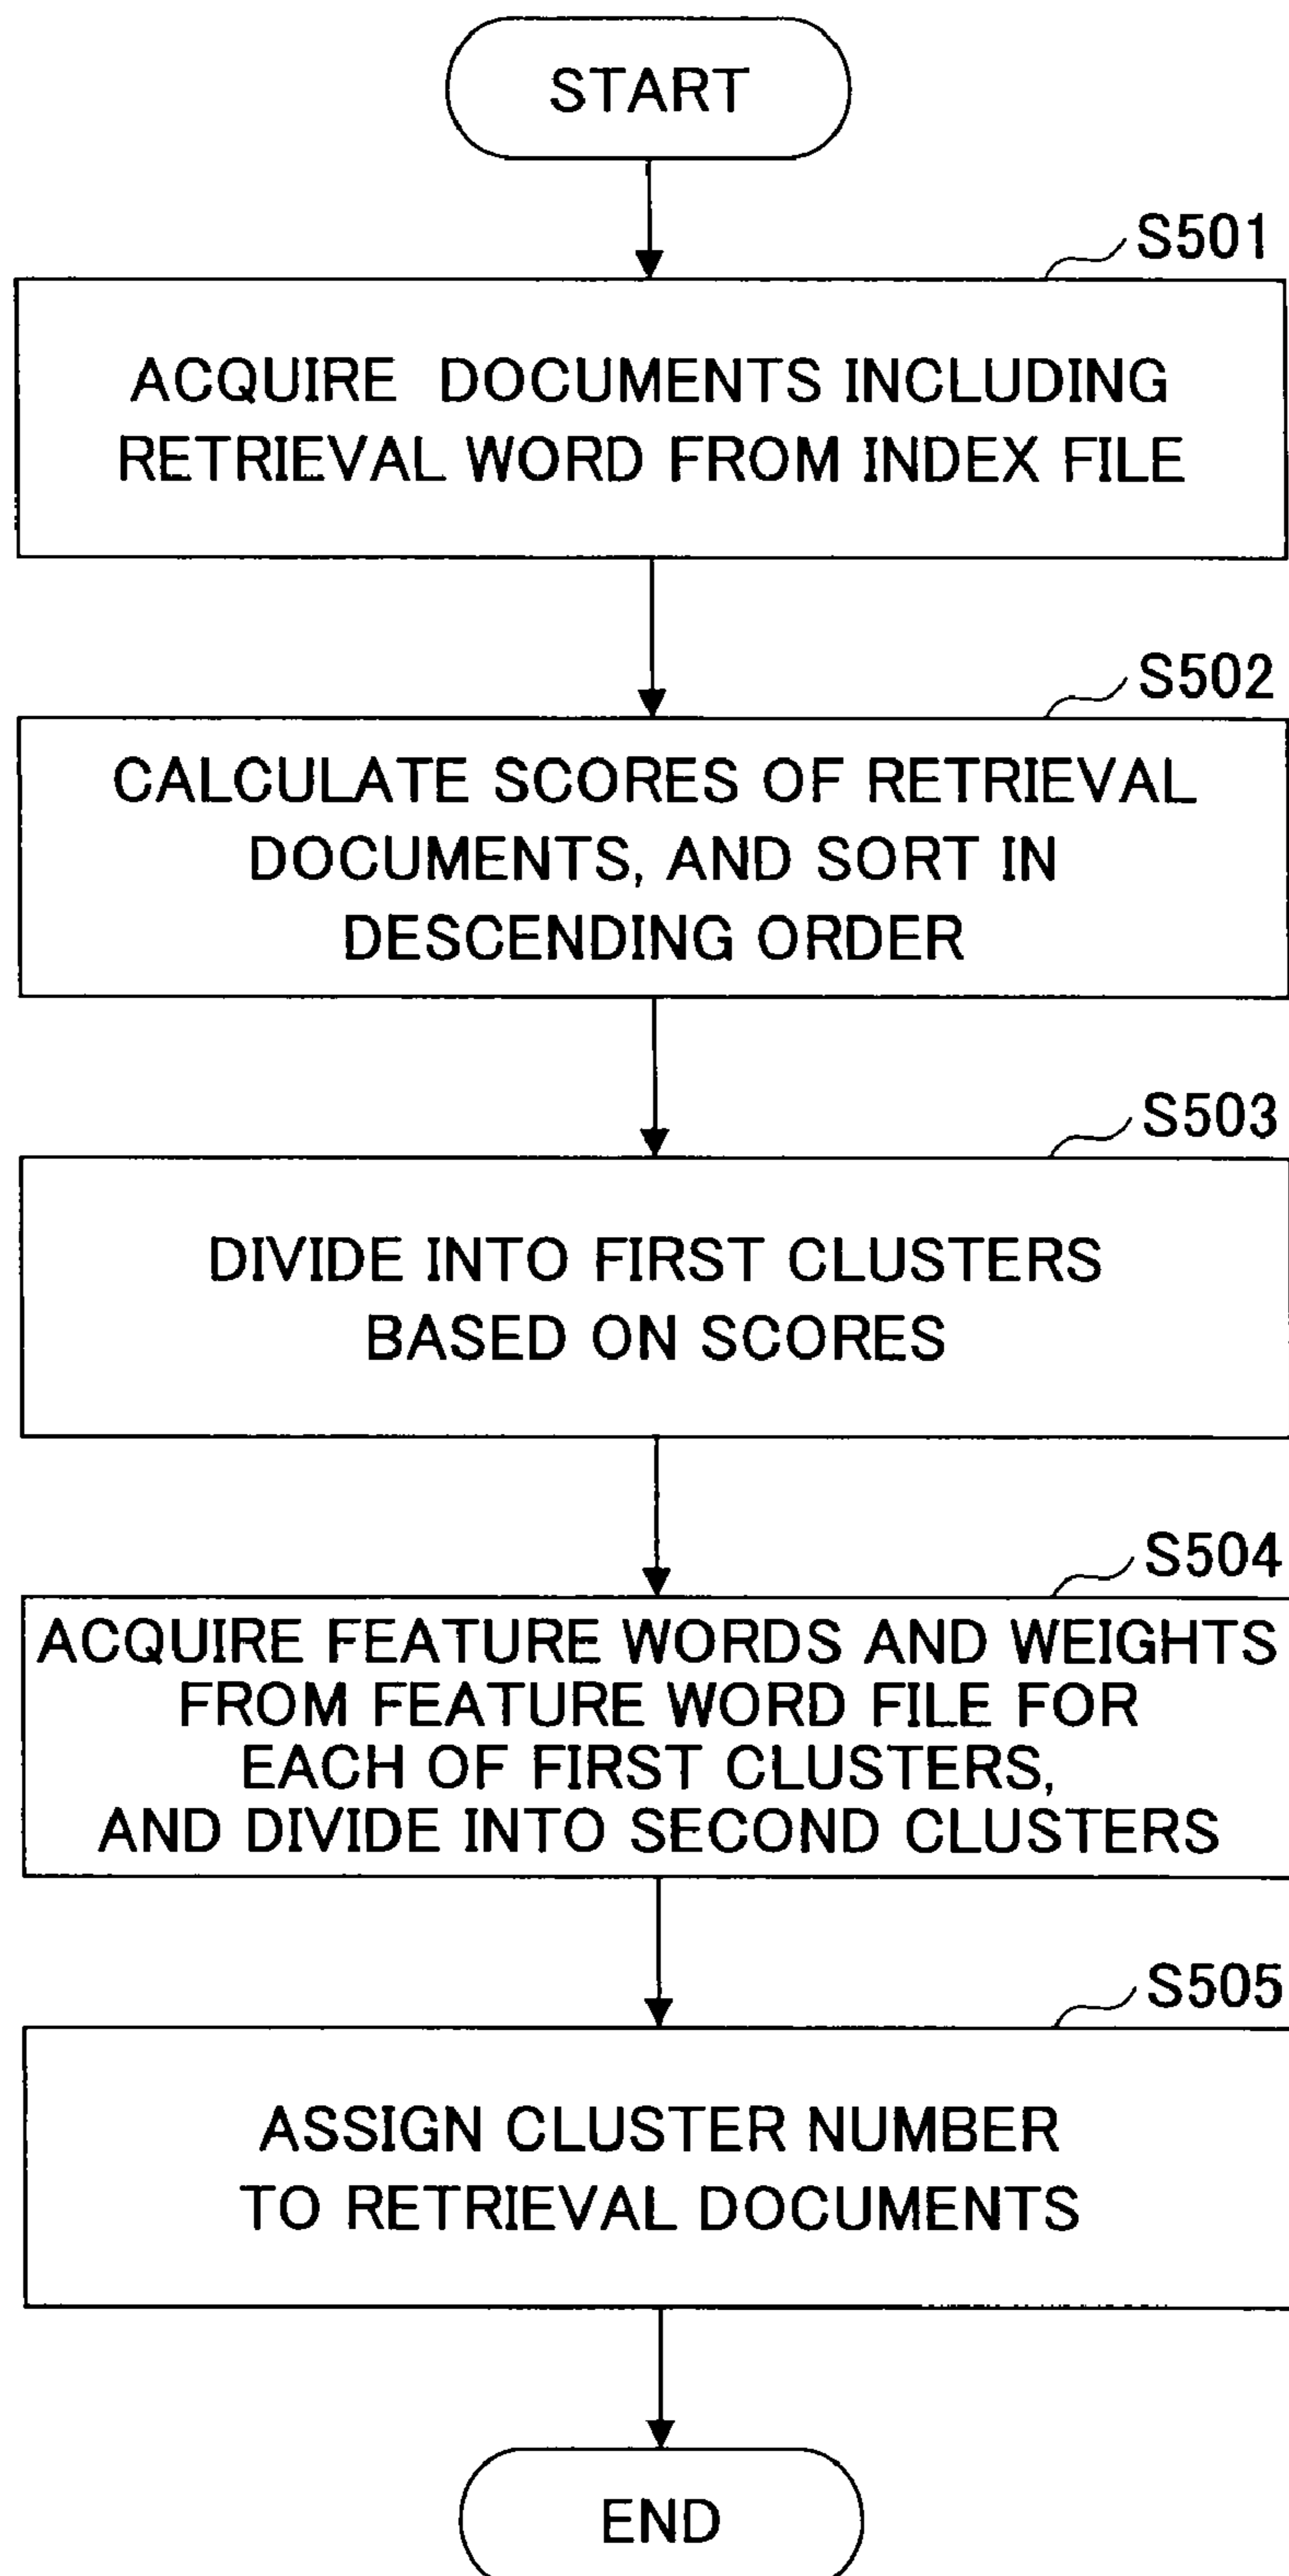 START
S501
ACQUIRE DOCUMENTS INCLUDING
RETRIEVAL WORD FROM INDEX FILE
S502
CALCULATE SCORES OF RETRIEVAL
DOCUMENTS, AND SORT IN
DESCENDING ORDER
S503
DIVIDE INTO FIRST CLUSTERS
BASED ON SCORES
S504
ACQUIRE FEATURE WORDS AND WEIGHTS
FROM FEATURE WORD FILE FOR
EACH OF FIRST CLUSTERS,
AND DIVIDE INTO SECOND CLUSTERS
S505
ASSIGN CLUSTER NUMBER
TO RETRIEVAL DOCUMENTS
END